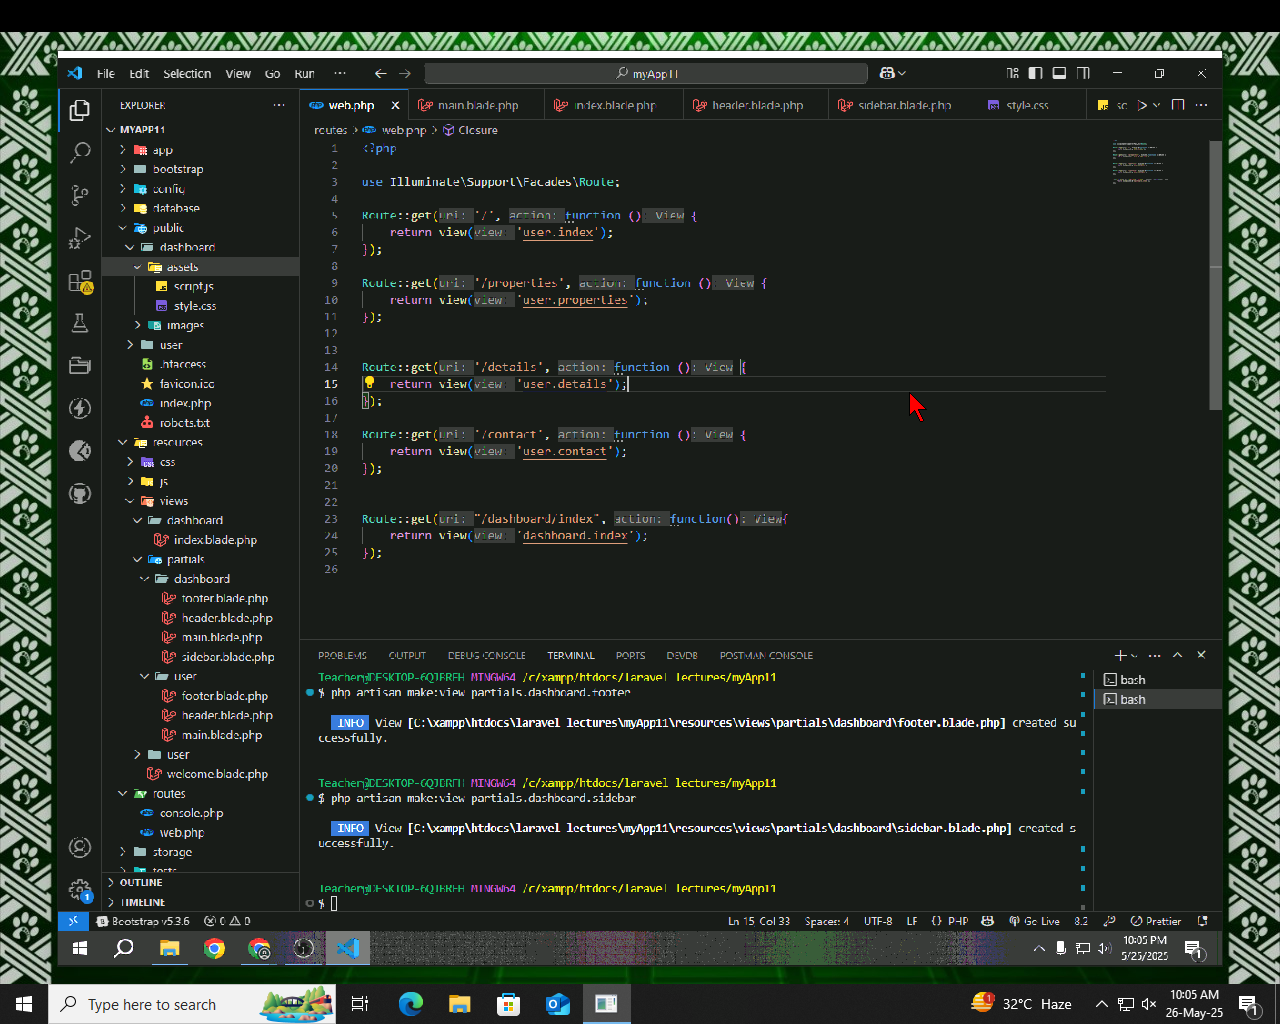 File Edit Selection View Go Run ··· myApp11
EXPLORER
web.php main.blade.php index.blade.php header.blade.php sidebar.blade.php style.css sc
routes > web.php > Closure
MYAPP11
app
bootstrap
config
database
public
dashboard
assets
script.js
style.css
images
user
.htaccess
favicon.ico
index.php
robots.txt
resources
css
js
views
dashboard
index.blade.php
partials
dashboard
footer.blade.php
header.blade.php
main.blade.php
sidebar.blade.php
user
footer.blade.php
header.blade.php
main.blade.php
user
welcome.blade.php
routes
console.php
web.php
storage
tests
OUTLINE
TIMELINE
1 <?php
2
3 use Illuminate\Support\Facades\Route;
4
5 Route::get(uri: '/', action: function (): View {
6 return view(view: 'user.index');
7 });
8
9 Route::get(uri: '/properties', action: function (): View {
10 return view(view: 'user.properties');
11 });
12
13
14 Route::get(uri: '/details', action: function (): View {
15 return view(view: 'user.details');
16 });
17
18 Route::get(uri: '/contact', action: function (): View {
19 return view(view: 'user.contact');
20 });
21
22
23 Route::get(uri: "/dashboard/index", action: function(): View{
24 return view(view: 'dashboard.index');
25 });
26
PROBLEMS OUTPUT DEBUG CONSOLE TERMINAL PORTS DEVDB POSTMAN CONSOLE
Teacher@DESKTOP-6QJBRFH MINGW64 /c/xampp/htdocs/laravel lectures/myApp11
$ php artisan make:view partials.dashboard.footer
INFO View [C:\xampp\htdocs\laravel lectures\myApp11\resources\views\partials\dashboard\footer.blade.php] created su
ccessfully.
Teacher@DESKTOP-6QJBRFH MINGW64 /c/xampp/htdocs/laravel lectures/myApp11
$ php artisan make:view partials.dashboard.sidebar
INFO View [C:\xampp\htdocs\laravel lectures\myApp11\resources\views\partials\dashboard\sidebar.blade.php] created s
uccessfully.
Teacher@DESKTOP-6QJBRFH MINGW64 /c/xampp/htdocs/laravel lectures/myApp11
$
bash
bash
Bootstrap v5.3.6 0 0 Ln 15, Col 33 Spaces: 4 UTF-8 LF {} PHP Go Live 8.2 Prettier
10:05 PM
5/25/2025
1
Type here to search
1 32°C Haze
10:05 AM
26-May-25
1